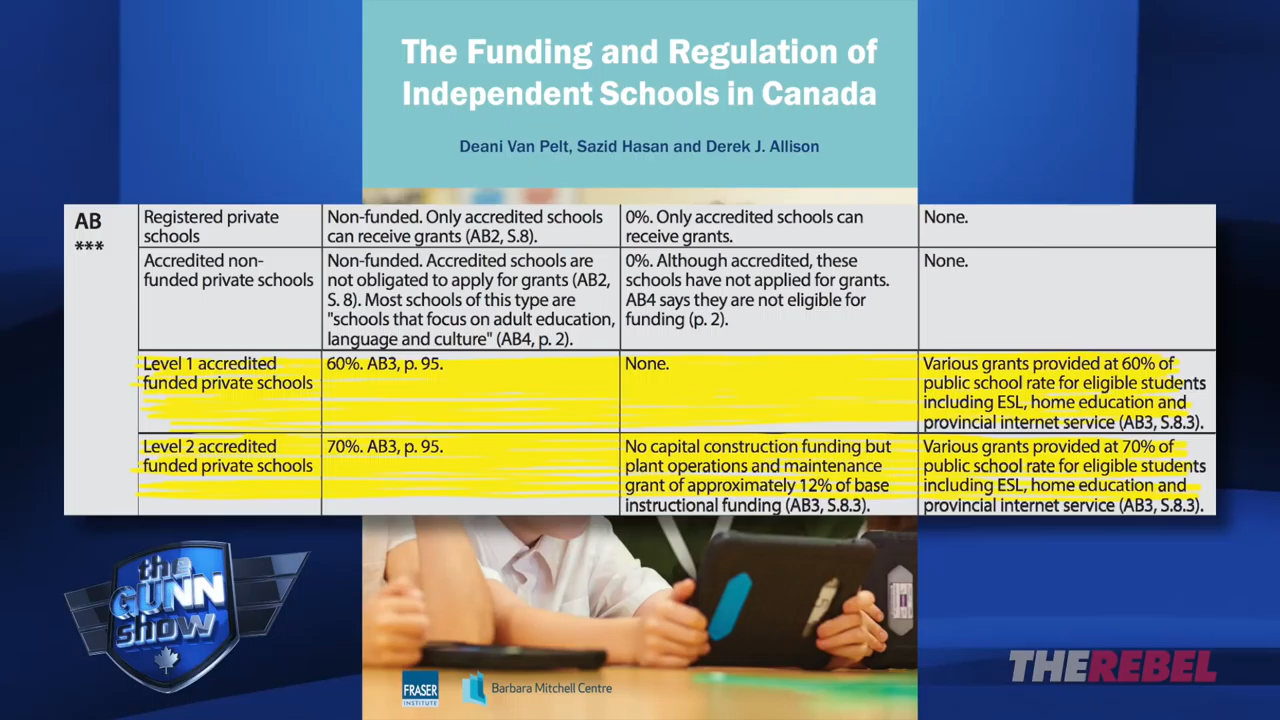 The Funding and Regulation of
Independent Schools in Canada
Deani Van Pelt, Sazid Hasan and Derek J. Allison
AB
***
Registered private
schools
Non-funded. Only accredited schools
can receive grants (AB2, S.8).
0%. Only accredited schools can
receive grants.
None.
Accredited non-
funded private schools
Non-funded. Accredited schools are
not obligated to apply for grants (AB2,
S. 8). Most schools of this type are
"schools that focus on adult education,
language and culture" (AB4, p. 2).
0%. Although accredited, these
schools have not applied for grants.
AB4 says they are not eligible for
funding (p. 2).
None.
Level 1 accredited
funded private schools
60%. AB3, p. 95.
None.
Various grants provided at 60% of
public school rate for eligible students
including ESL, home education and
provincial internet service (AB3, S.8.3).
Level 2 accredited
funded private schools
70%. AB3, p. 95.
No capital construction funding but
plant operations and maintenance
grant of approximately 12% of base
instructional funding (AB3, S.8.3).
Various grants provided at 70% of
public school rate for eligible students
including ESL, home education and
provincial internet service (AB3, S.8.3).
the
GUNN
show
FRASER
INSTITUTE
Barbara Mitchell Centre
THEREBEL